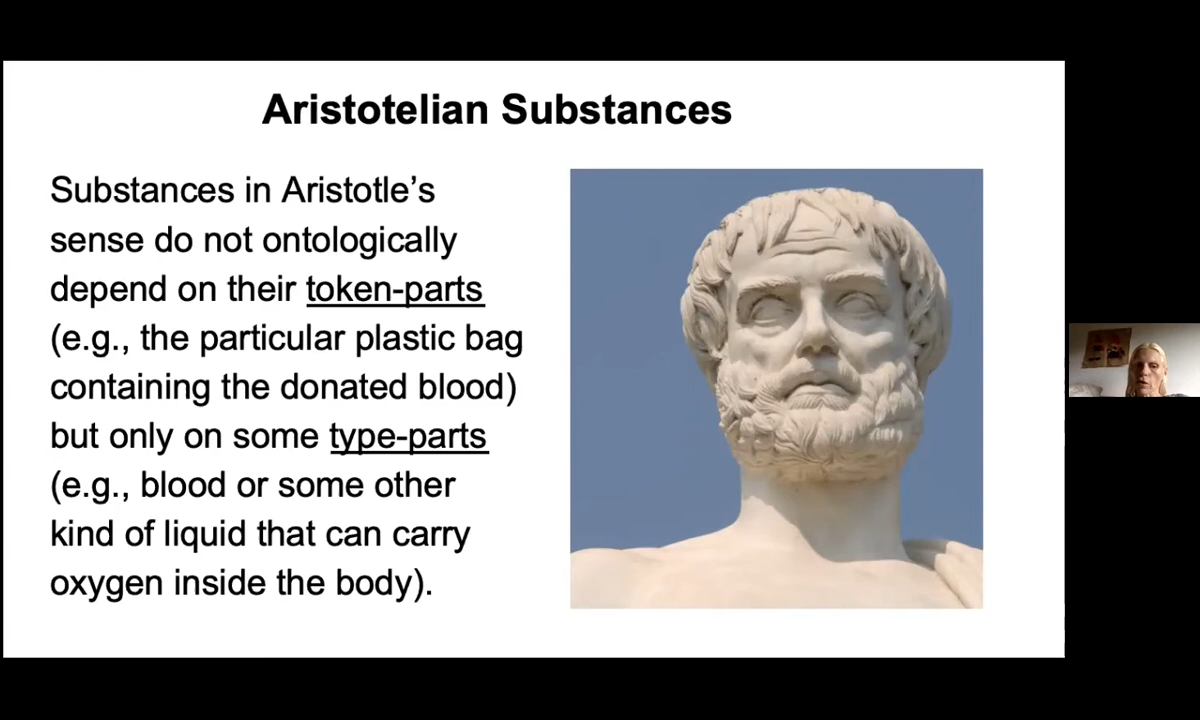 Aristotelian Substances
Substances in Aristotle’s
sense do not ontologically
depend on their token-parts
(e.g., the particular plastic bag
containing the donated blood)
but only on some type-parts
(e.g., blood or some other
kind of liquid that can carry
oxygen inside the body).